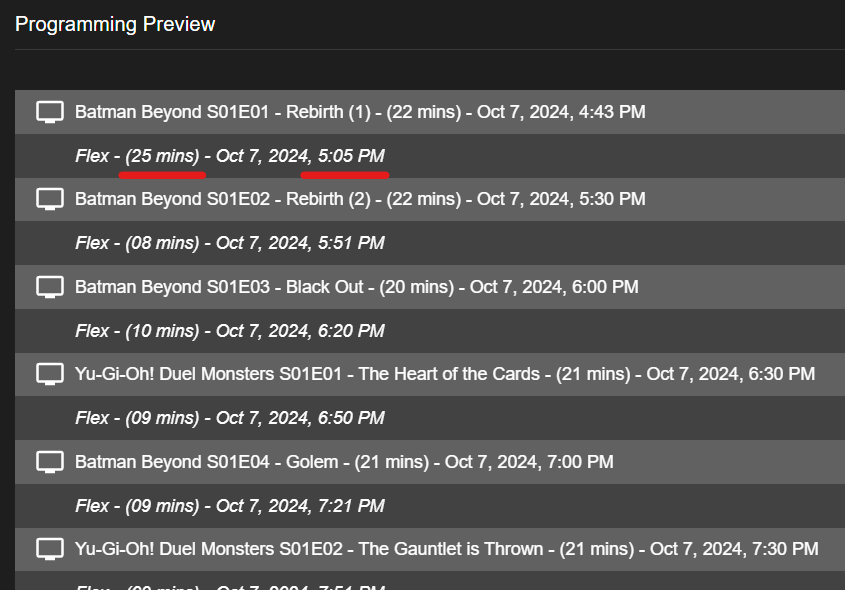 Programming Preview
Batman Beyond S01E01 - Rebirth (1) - (22 mins) - Oct 7, 2024, 4:43 PM
Flex - (25 mins) - Oct 7, 2024, 5:05 PM
Batman Beyond S01E02 - Rebirth (2) - (22 mins) - Oct 7, 2024, 5:30 PM
Flex - (08 mins) - Oct 7, 2024, 5:51 PM
Batman Beyond S01E03 - Black Out - (20 mins) - Oct 7, 2024, 6:00 PM
Flex - (10 mins) - Oct 7, 2024, 6:20 PM
Yu-Gi-Oh! Duel Monsters S01E01 - The Heart of the Cards - (21 mins) - Oct 7, 2024, 6:30 PM
Flex - (09 mins) - Oct 7, 2024, 6:50 PM
Batman Beyond S01E04 - Golem - (21 mins) - Oct 7, 2024, 7:00 PM
Flex - (09 mins) - Oct 7, 2024, 7:21 PM
Yu-Gi-Oh! Duel Monsters S01E02 - The Gauntlet is Thrown - (21 mins) - Oct 7, 2024, 7:30 PM